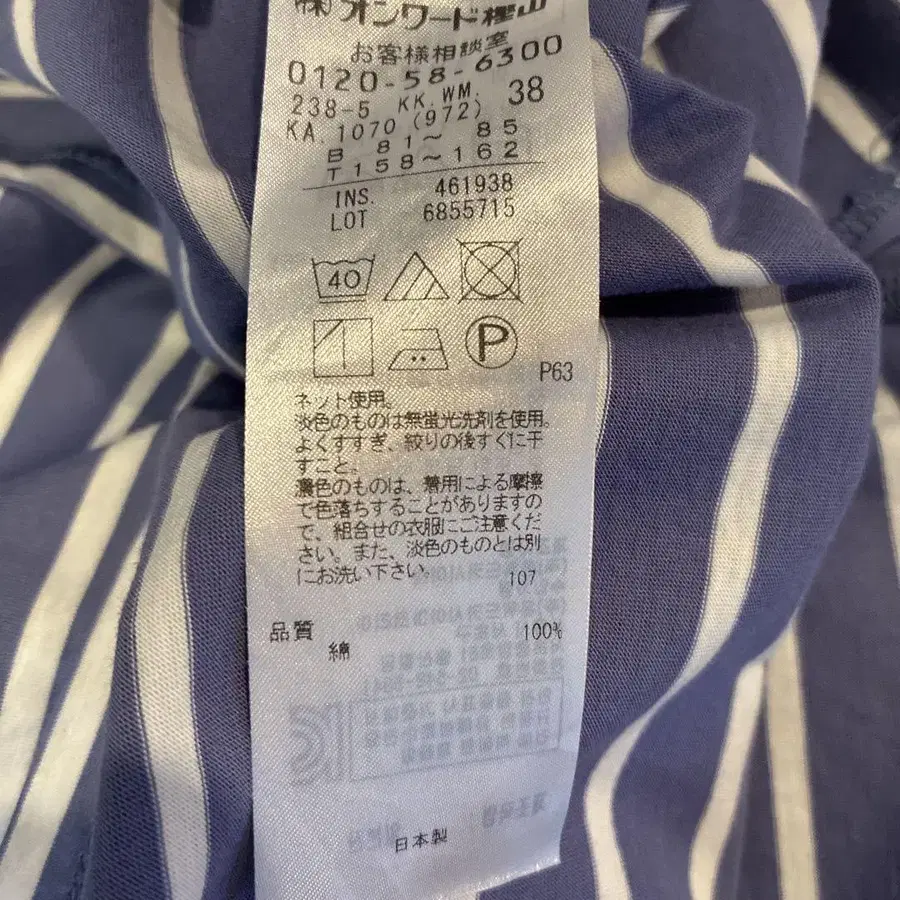 (株)オンワード樫山
お客様相談室
0120-58-6300
238-5 KK.WM. 38
KA.1070 (972)
B 81～ 85
T158～162
INS. 461938
LOT 6855715
40
P
P63
ネット使用。
淡色のものは無蛍光洗剤を使用。
よくすすぎ、絞りの後すぐに干
すこと。
濃色のものは、着用による摩擦
で色落ちすることがありますの
で、組合せの衣服にご注意くだ
さい。また、淡色のものとは別
にお洗い下さい。
107
品質
綿 100%
日本製